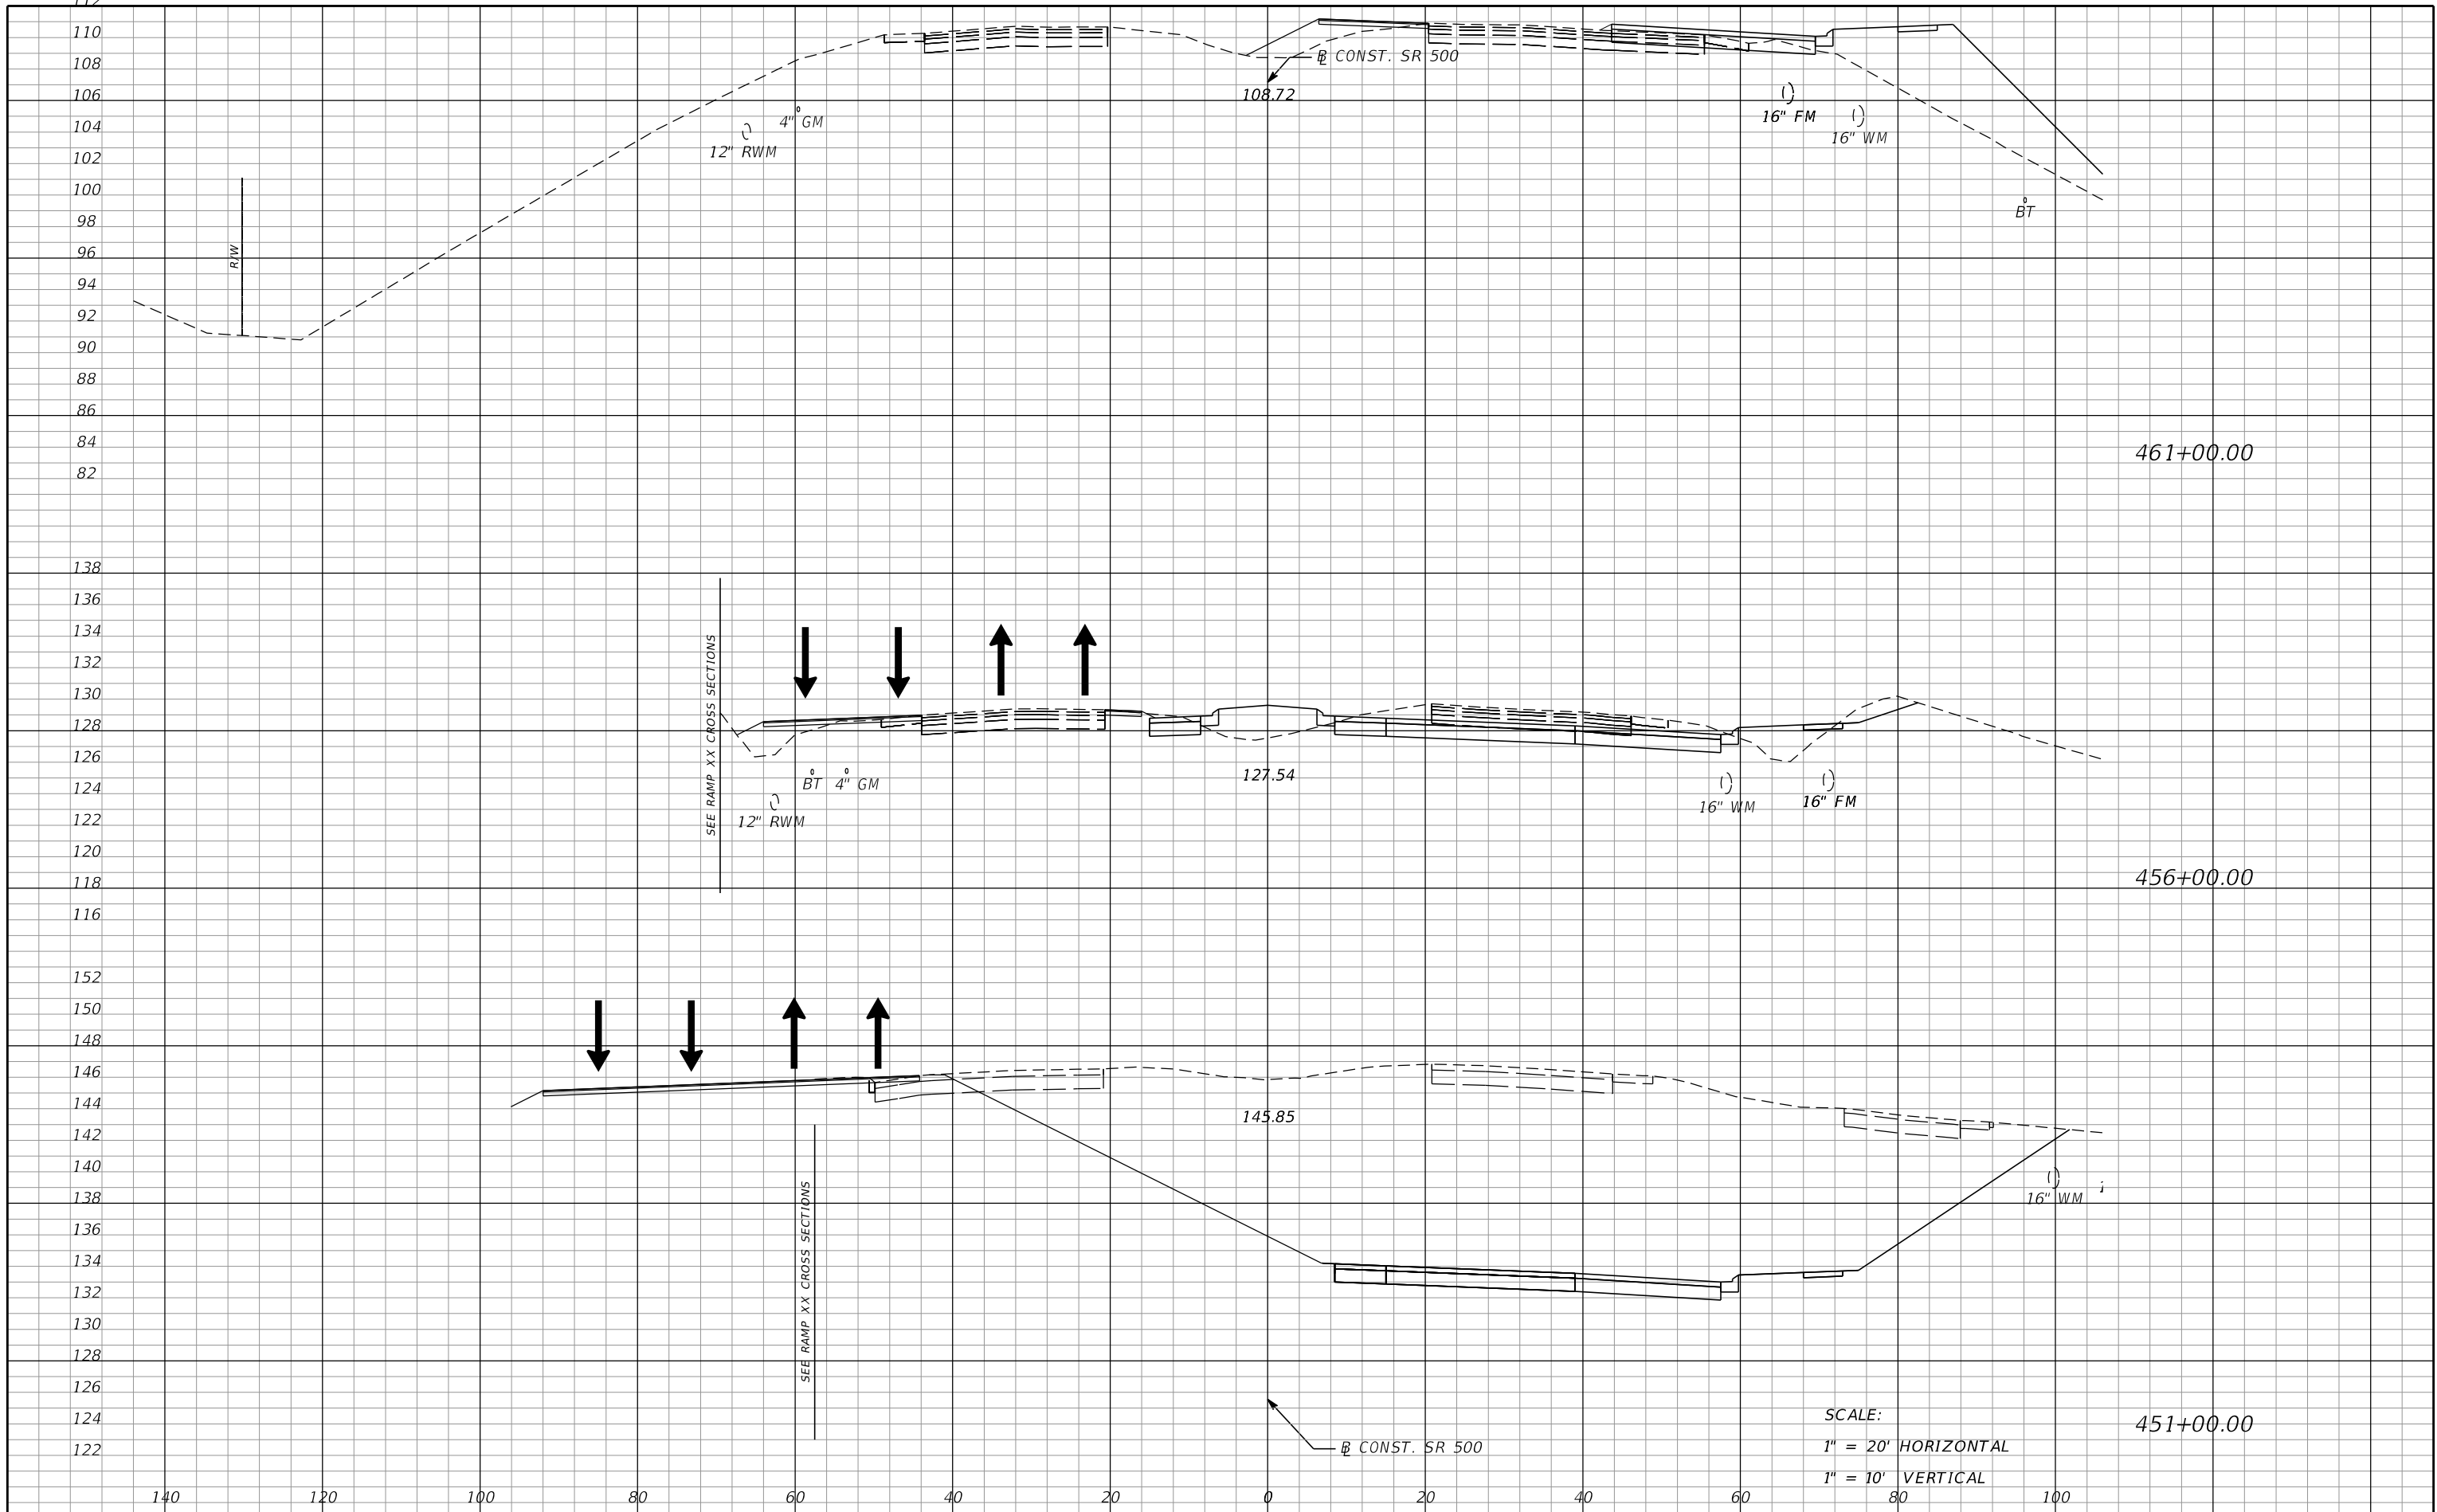 112
110
108
106
104
102
100
98
96
94
92
90
88
86
84
82
R/W
12" RWM
4" GM
BL CONST. SR 500
108.72
16" FM
16" WM
BT
461+00.00
138
136
134
132
130
128
126
124
122
120
118
116
SEE RAMP XX CROSS SECTIONS
BT 4" GM
12" RWM
127.54
16" WM
16" FM
456+00.00
152
150
148
146
144
142
140
138
136
134
132
130
128
126
124
122
SEE RAMP XX CROSS SECTIONS
145.85
16" WM
BL CONST. SR 500
451+00.00
SCALE:
1" = 20' HORIZONTAL
1" = 10' VERTICAL
140 120 100 80 60 40 20 0 20 40 60 80 100